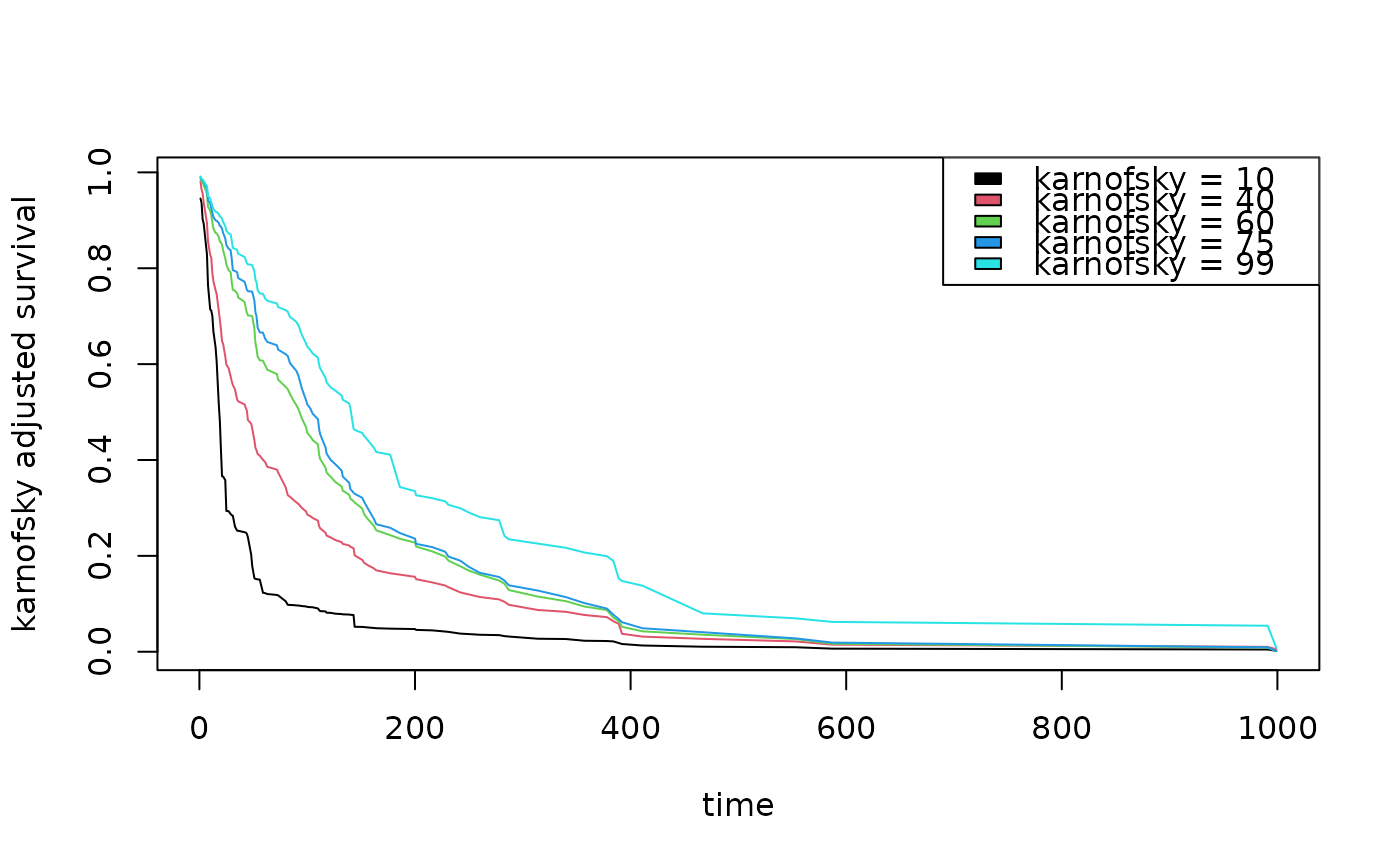 karnofsky = 10
karnofsky = 40
karnofsky = 60
karnofsky = 75
karnofsky = 99
karnofsky adjusted survival
1.0
0.8
0.6
0.4
0.2
0.0
0 200 400 600 800 1000
time